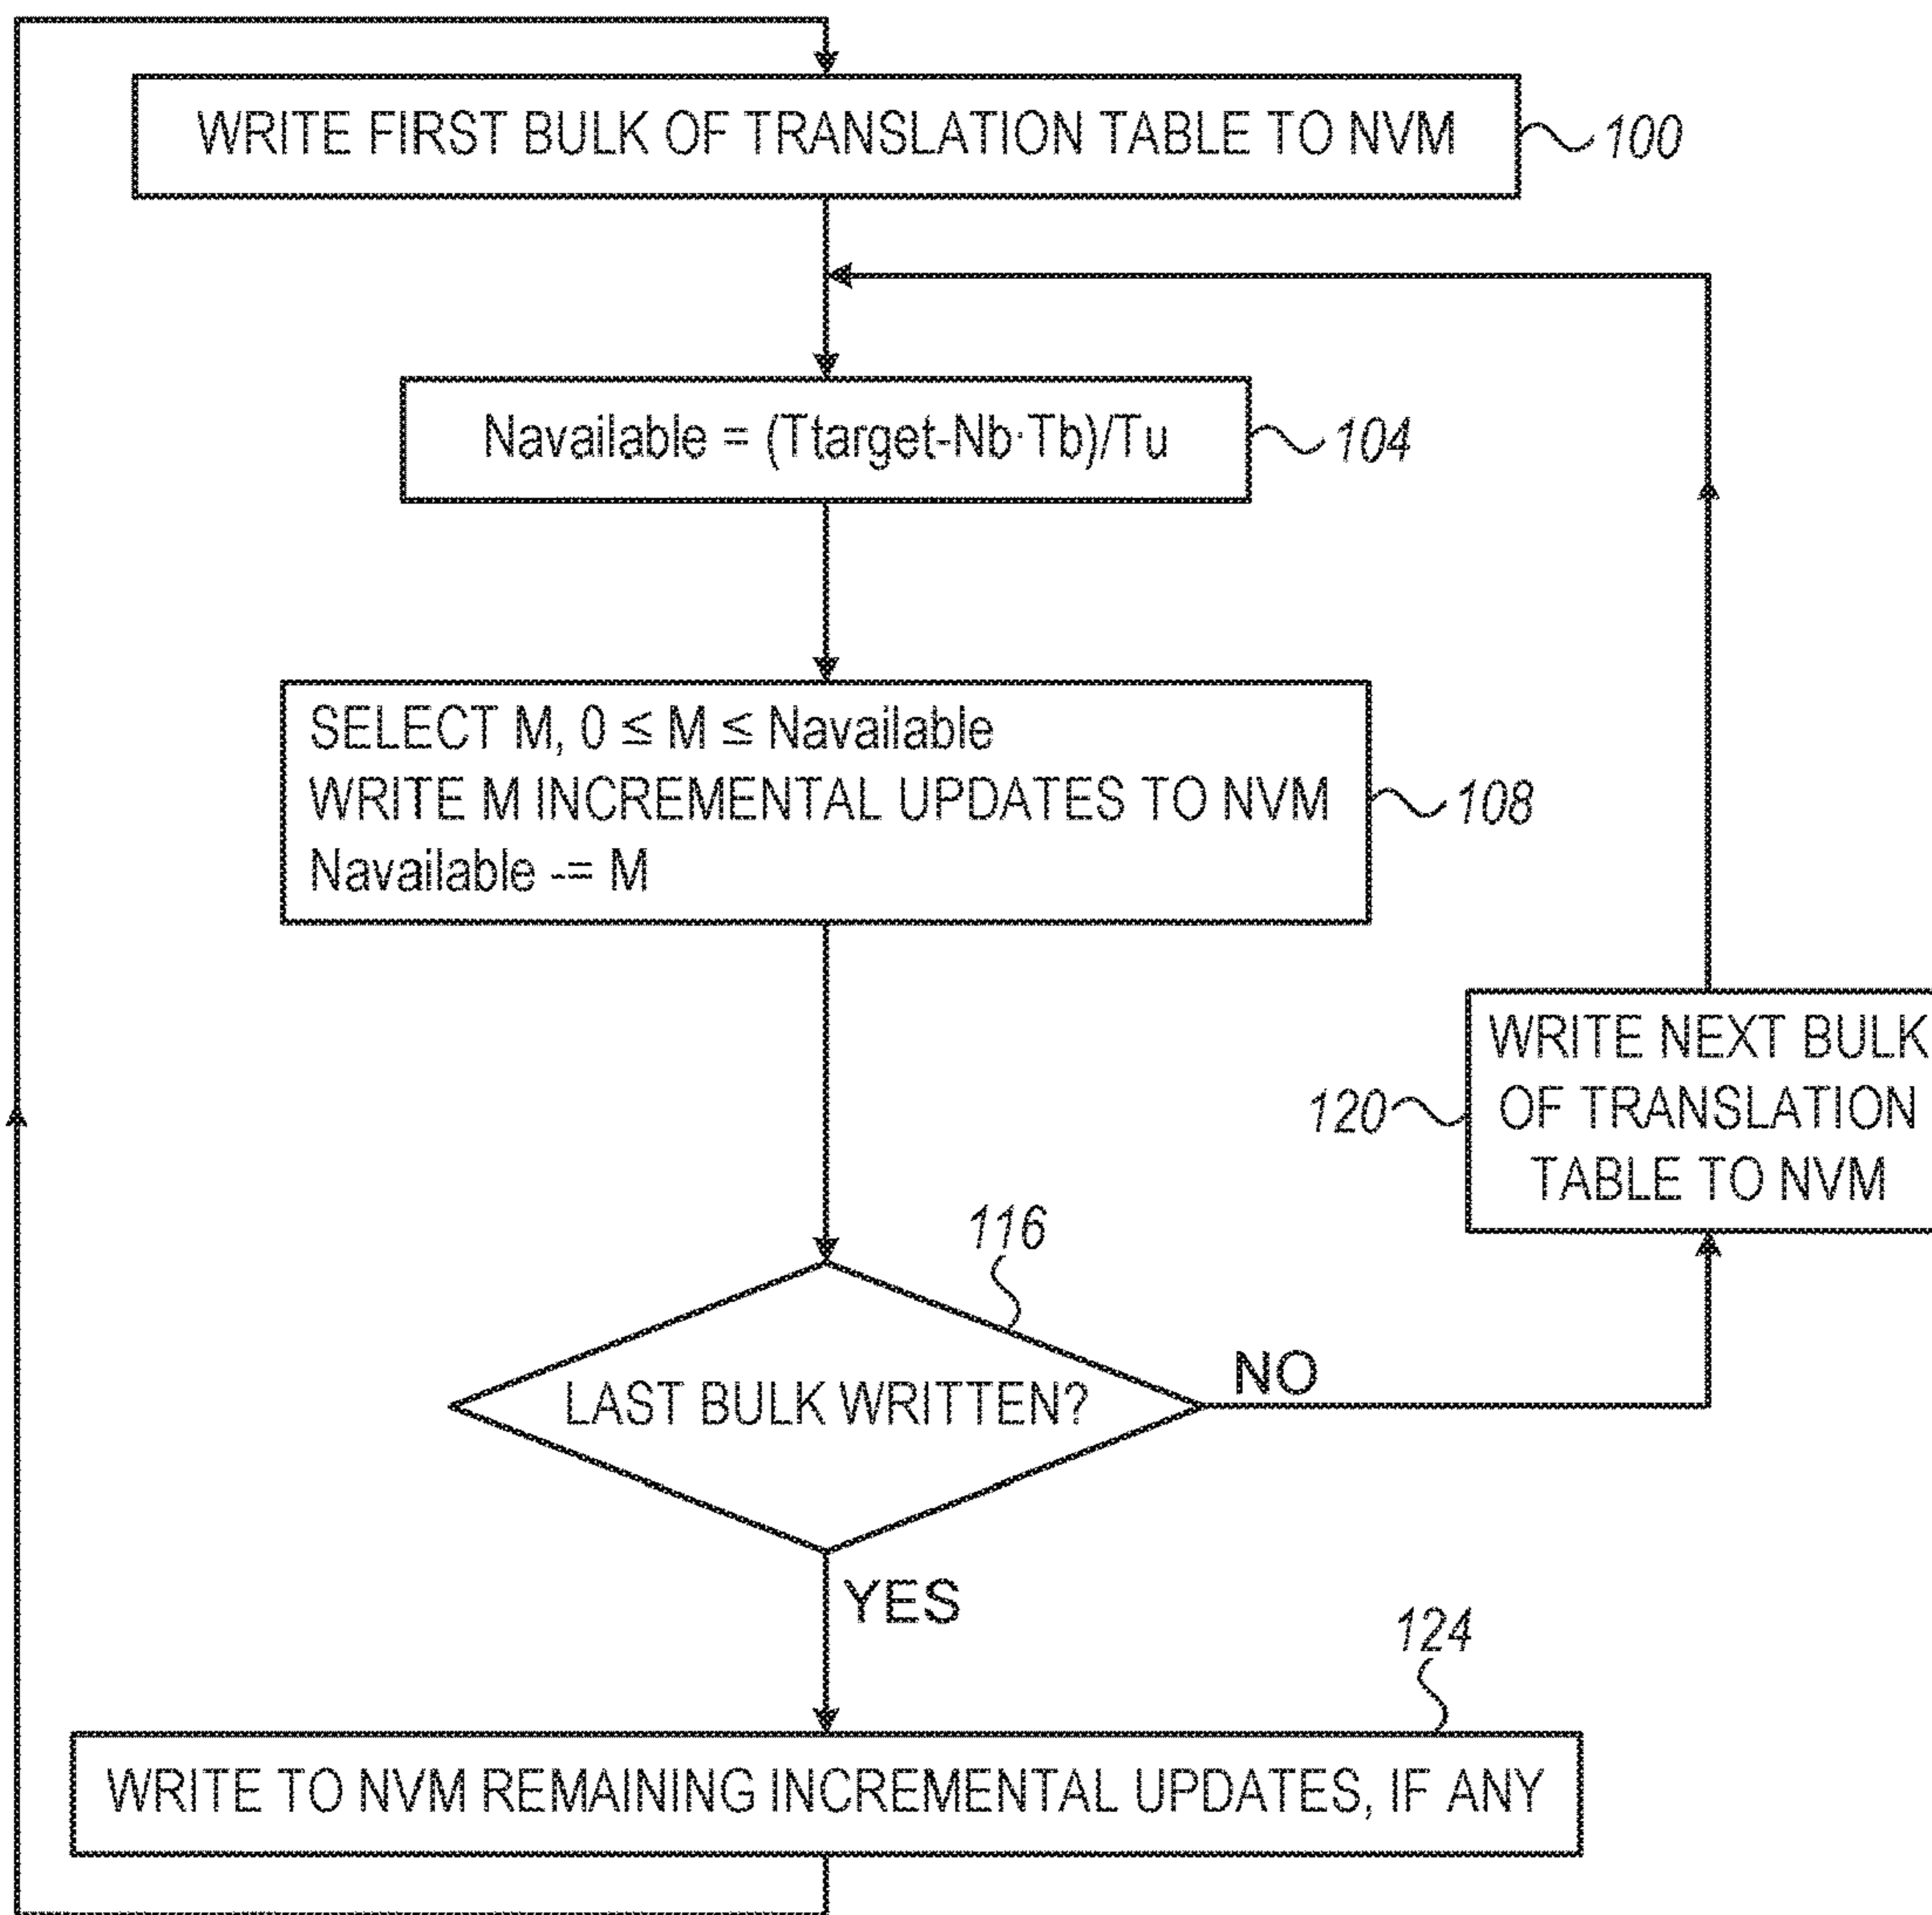 WRITE FIRST BULK OF TRANSLATION TABLE TO NVM
100
Navailable = (Ttarget-Nb·Tb)/Tu
104
SELECT M, 0 ≤ M ≤ Navailable
WRITE M INCREMENTAL UPDATES TO NVM
Navailable -= M
108
WRITE NEXT BULK
OF TRANSLATION
TABLE TO NVM
120
116
LAST BULK WRITTEN?
NO
YES
124
WRITE TO NVM REMAINING INCREMENTAL UPDATES, IF ANY